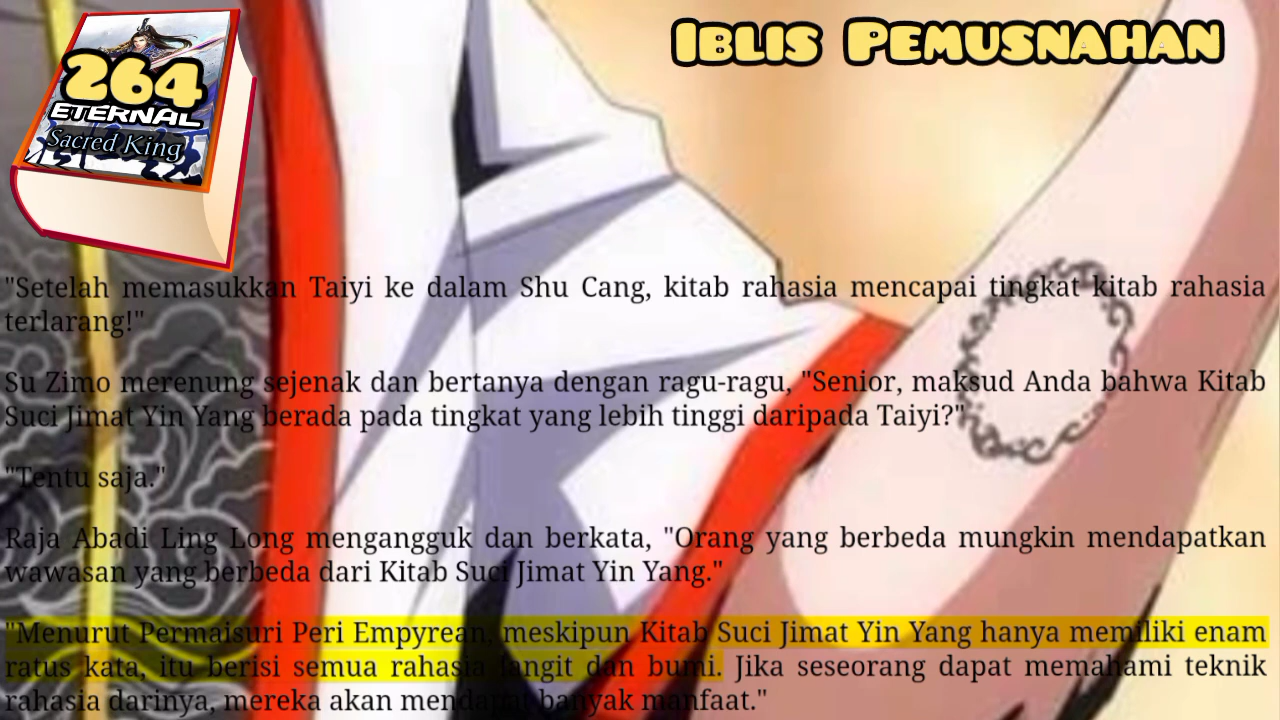 Iblis Pemusnahan
264
ETERNAL
Sacred King
"Setelah memasukkan Taiyi ke dalam Shu Cang, kitab rahasia mencapai tingkat kitab rahasia
terlarang!"
Su Zimo merenung sejenak dan bertanya dengan ragu-ragu, "Senior, maksud Anda bahwa Kitab
Suci Jimat Yin Yang berada pada tingkat yang lebih tinggi daripada Taiyi?"
"Tentu saja."
Raja Abadi Ling Long mengangguk dan berkata, "Orang yang berbeda mungkin mendapatkan
wawasan yang berbeda dari Kitab Suci Jimat Yin Yang."
"Menurut Permaisuri Peri Empyrean, meskipun Kitab Suci Jimat Yin Yang hanya memiliki enam
ratus kata, itu berisi semua rahasia langit dan bumi. Jika seseorang dapat memahami teknik
rahasia darinya, mereka akan mendapat banyak manfaat."